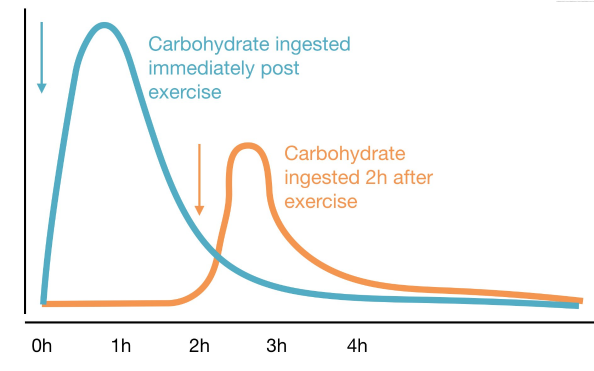 Carbohydrate ingested
immediately post
exercise
Carbohydrate
ingested 2h after
exercise
0h 1h 2h 3h 4h